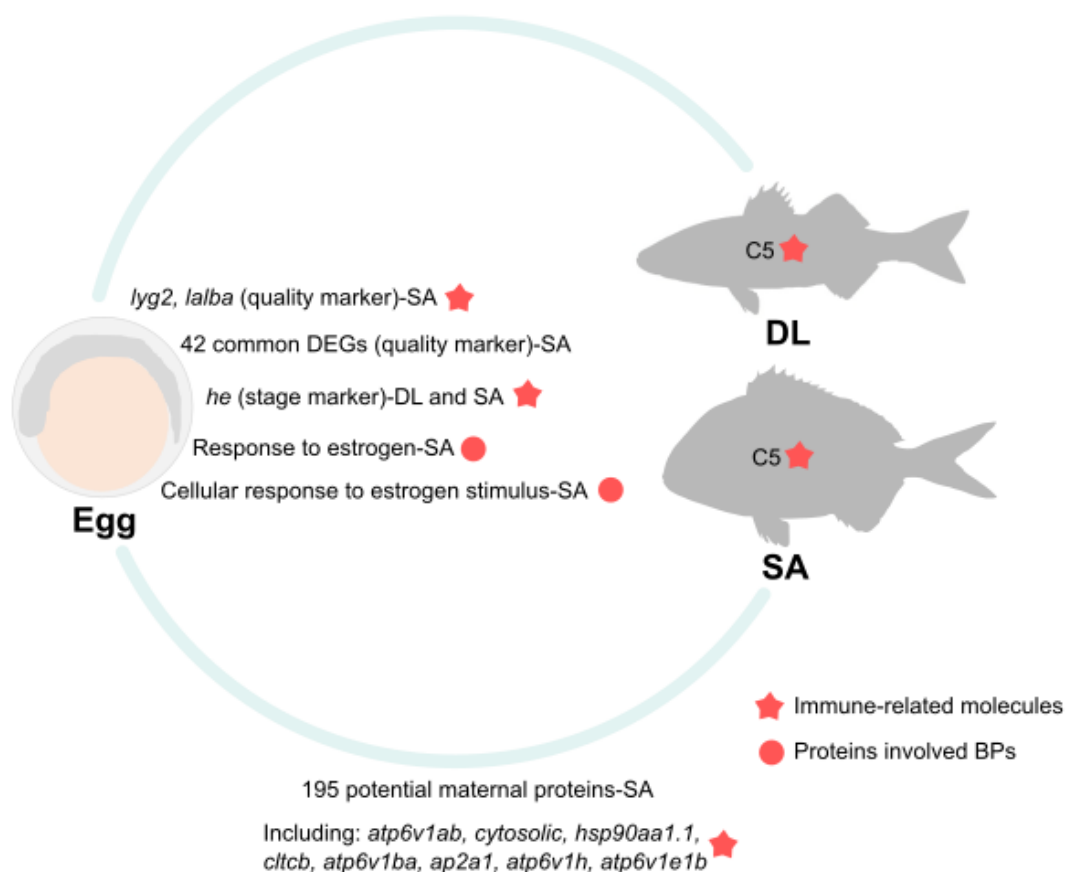 C5
DL
lyg2, lalba (quality marker)-SA
42 common DEGs (quality marker)-SA
he (stage marker)-DL and SA
Response to estrogen-SA
Cellular response to estrogen stimulus-SA
Egg
C5
SA
Immune-related molecules
Proteins involved BPs
195 potential maternal proteins-SA
Including: atp6v1ab, cytosolic, hsp90aa1.1,
cltcb, atp6v1ba, ap2a1, atp6v1h, atp6v1e1b